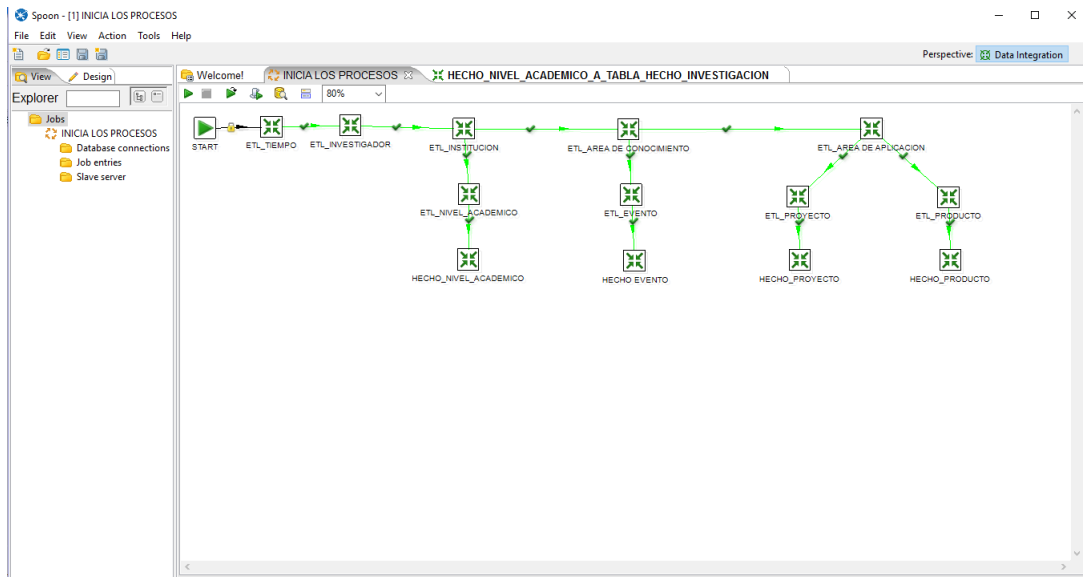 Spoon - [1] INICIA LOS PROCESOS
File Edit View Action Tools Help
Perspective: Data Integration
View Design
Welcome! INICIA LOS PROCESOS HECHO_NIVEL_ACADEMICO_A_TABLA_HECHO_INVESTIGACION
Explorer
80%
Jobs
INICIA LOS PROCESOS
Database connections
Job entries
Slave server
START ETL_TIEMPO ETL_INVESTIGADOR ETL_INSTITUCION ETL_AREA DE CONOCIMIENTO ETL_AREA DE APLICACION
ETL_NIVEL_ACADEMICO ETL_EVENTO ETL_PROYECTO ETL_PRODUCTO
HECHO_NIVEL_ACADEMICO HECHO EVENTO HECHO_PROYECTO HECHO_PRODUCTO